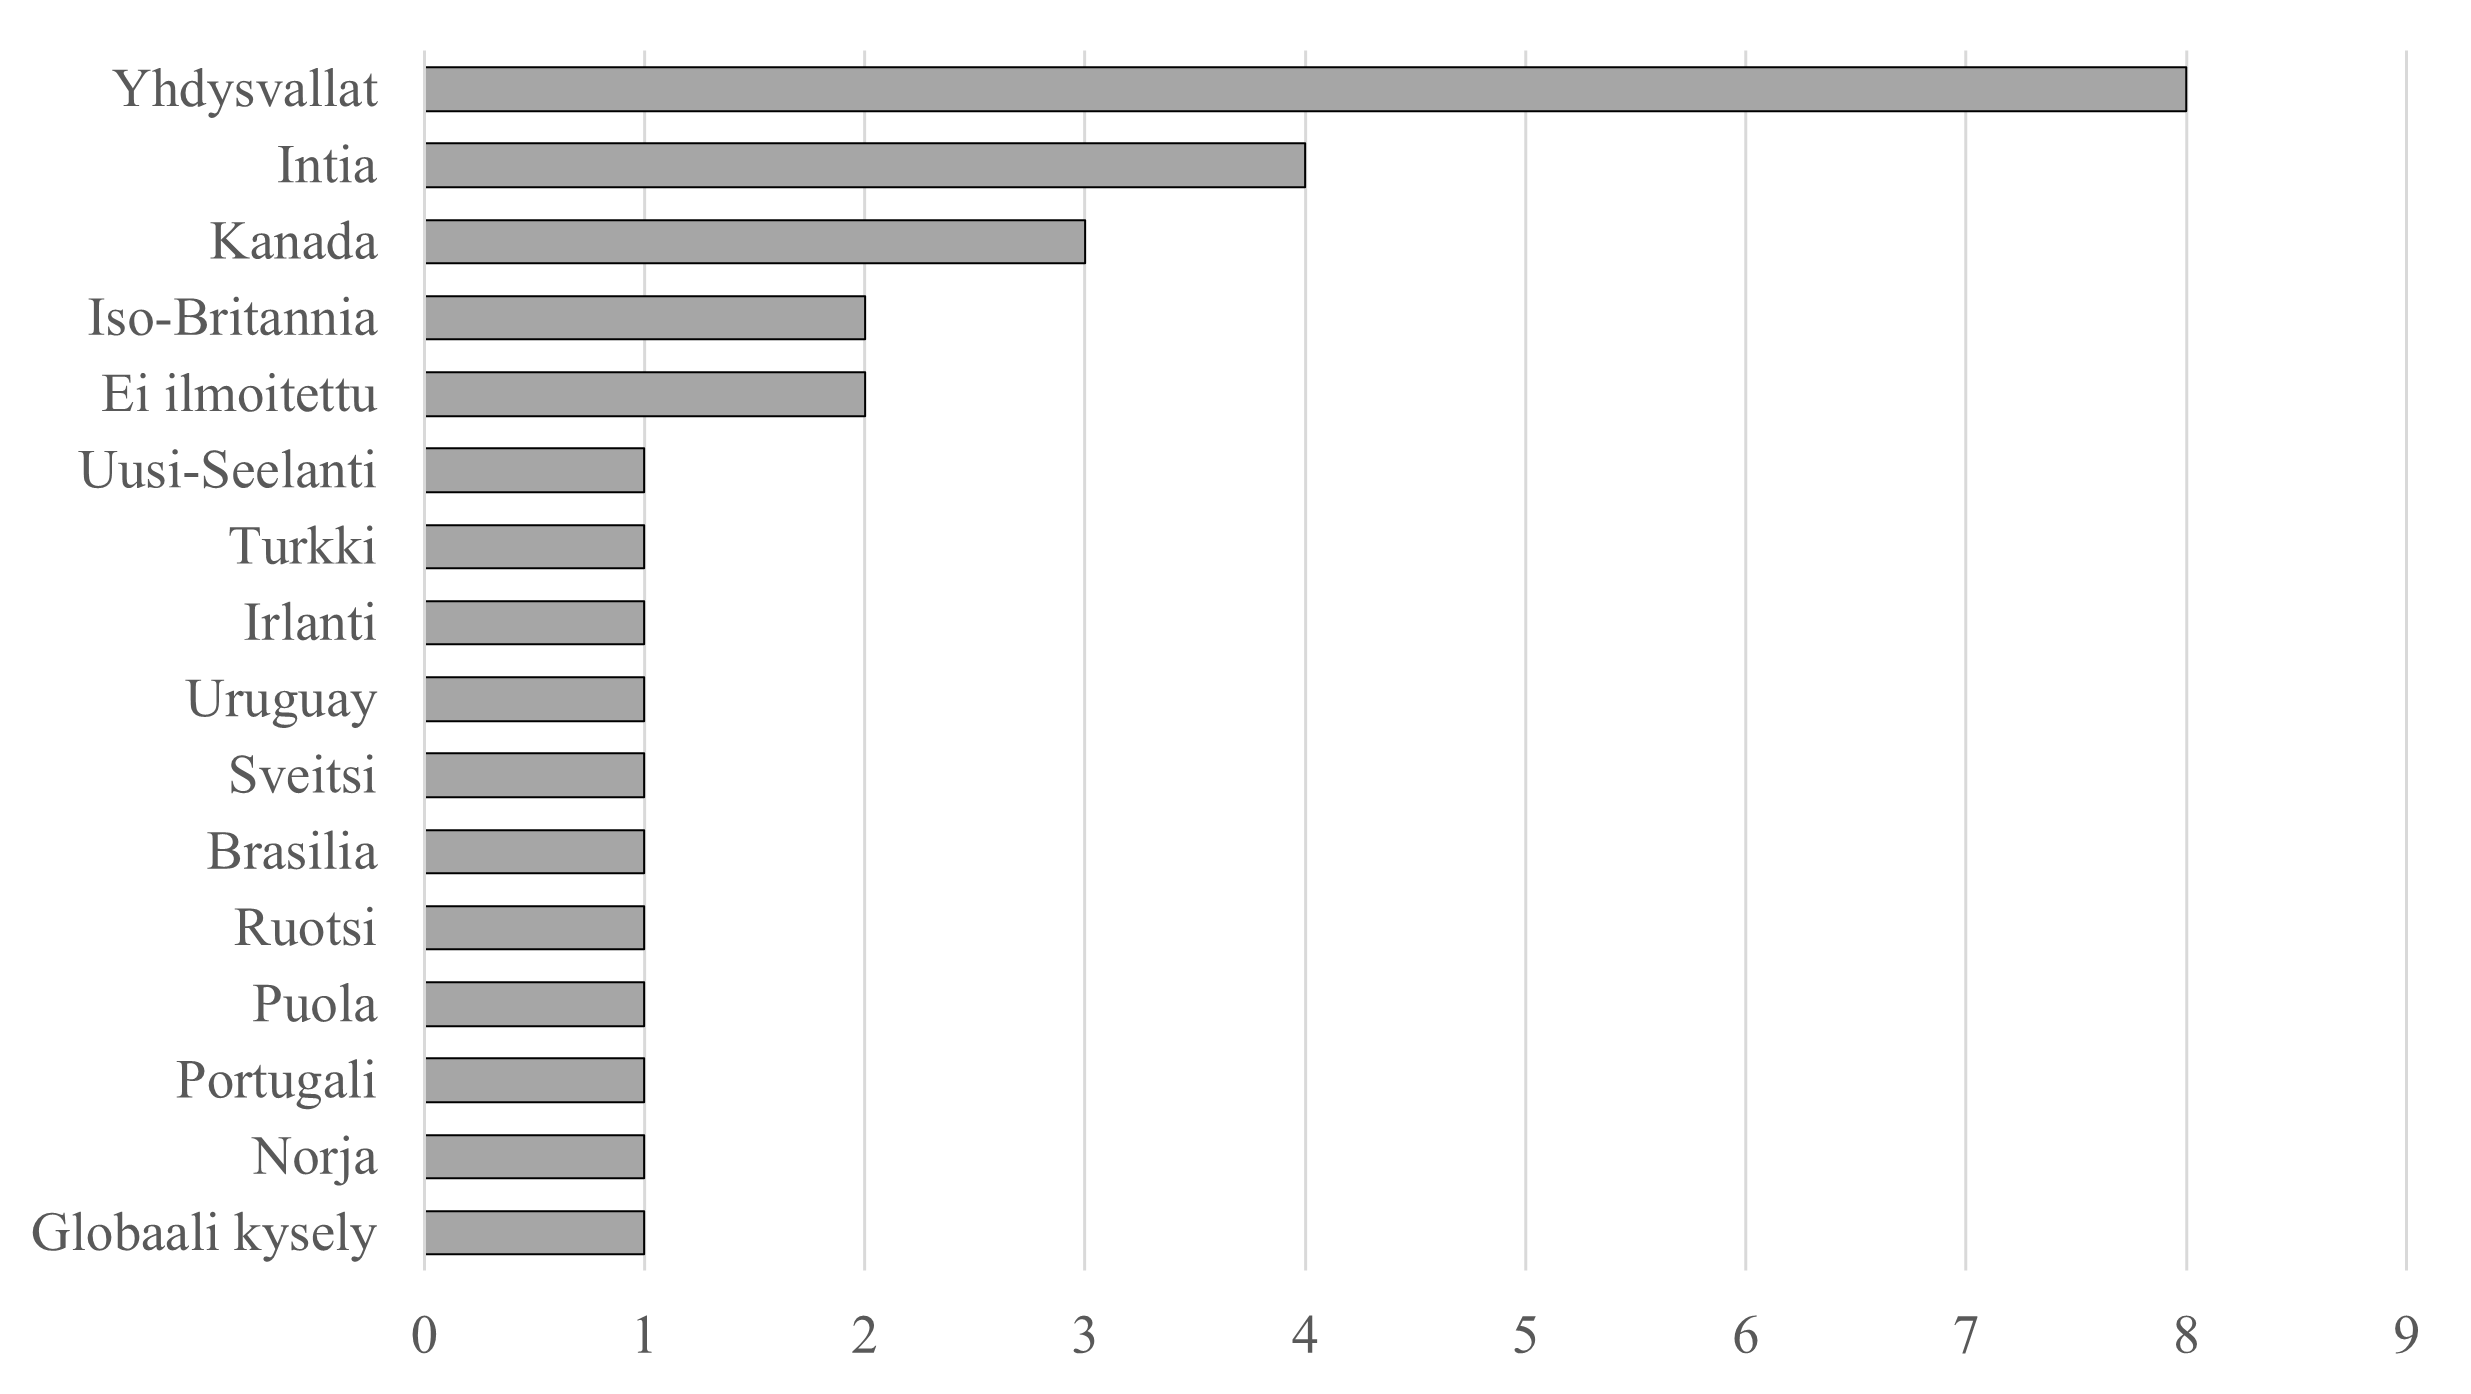 Yhdysvallat
Intia
Kanada
Iso-Britannia
Ei ilmoitettu
Uusi-Seelanti
Turkki
Irlanti
Uruguay
Sveitsi
Brasilia
Ruotsi
Puola
Portugali
Norja
Globaali kysely
0 1 2 3 4 5 6 7 8 9